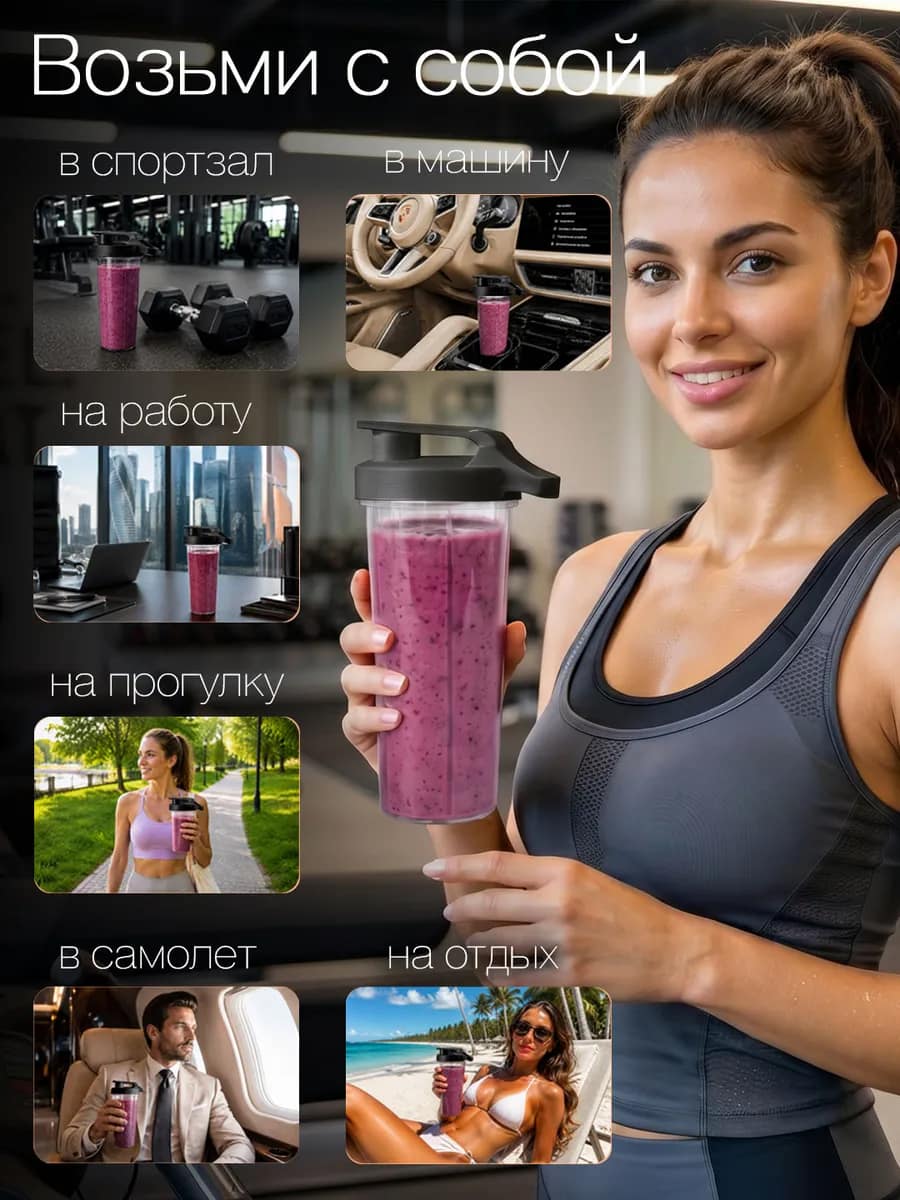 Возьми с собой
в спортзал
в машину
на работу
на прогулку
в самолет
на отдых